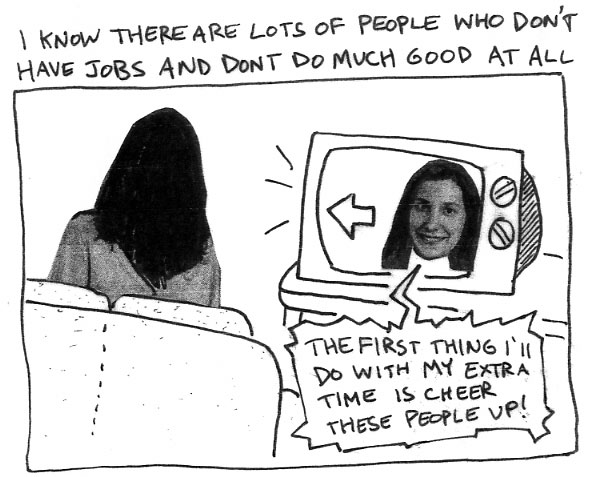 I KNOW THERE ARE LOTS OF PEOPLE WHO DON'T
HAVE JOBS AND DONT DO MUCH GOOD AT ALL
THE FIRST THING I'll
DO WITH MY EXTRA
TIME IS CHEER
THESE PEOPLE UP!